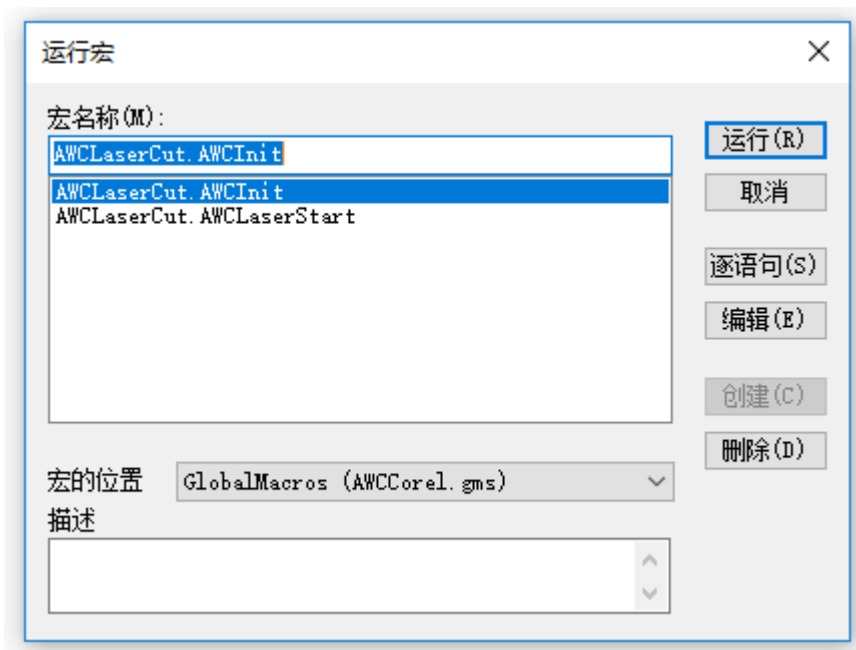 运行宏
宏名称(M):
AWCLaserCut.AWCInit
AWCLaserCut.AWCInit
AWCLaserCut.AWCLaserStart
运行(R)
取消
逐语句(S)
编辑(E)
创建(C)
删除(D)
宏的位置
GlobalMacros (AWCCorel.gms)
描述